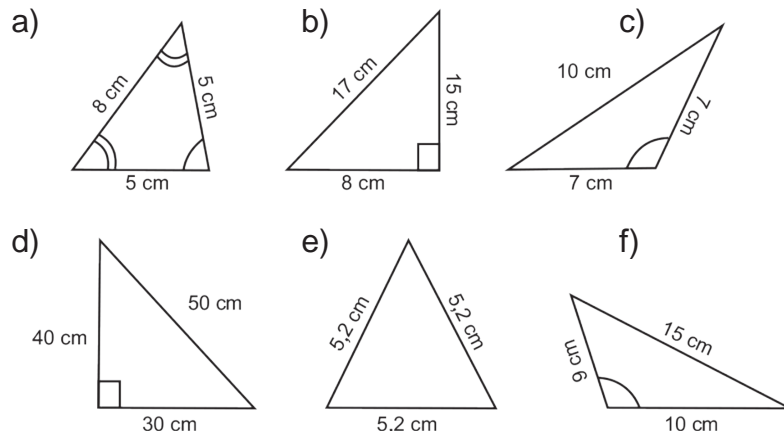 a)
8 cm
5 cm
5 cm
b)
17 cm
15 cm
8 cm
c)
10 cm
7 cm
7 cm
d)
40 cm
50 cm
30 cm
e)
5,2 cm
5,2 cm
5,2 cm
f)
9 cm
15 cm
10 cm